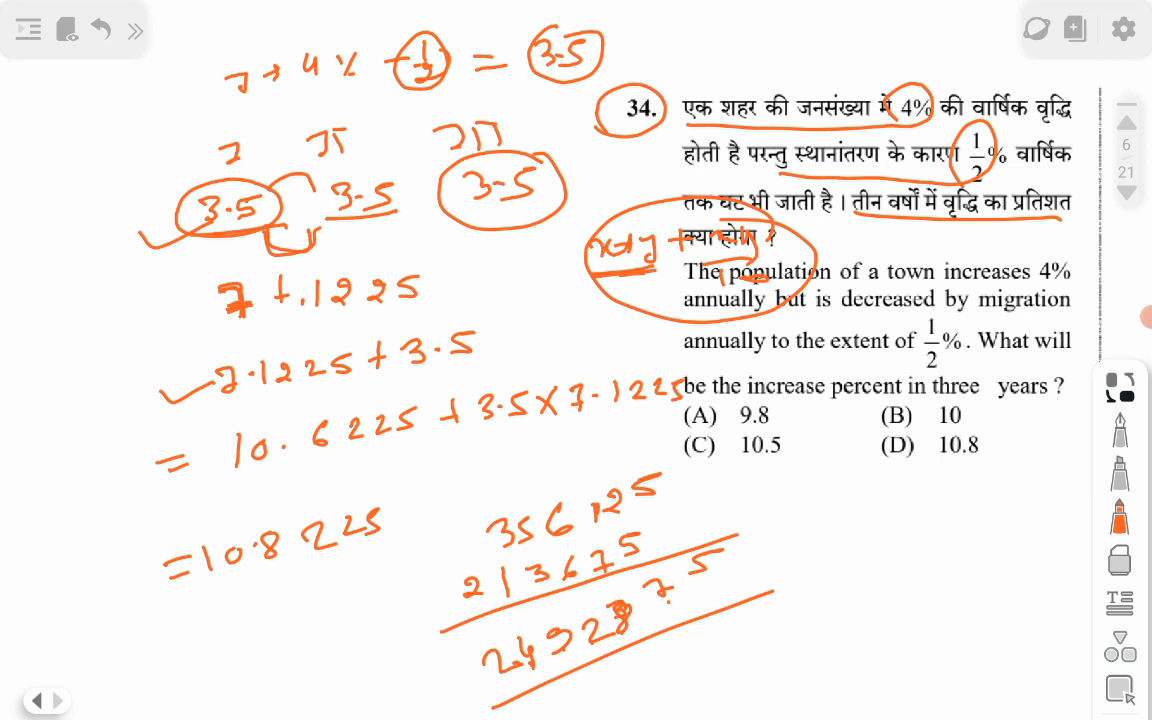 → 4% - 1/2 = 3.5
3.5 3.5 3.5
7 + .1225
7.1225 + 3.5
= 10.6225 + 3.5 × 7.1225
= 10.8225
356125
213675
2492875
x+y + xy
34. एक शहर की जनसंख्या में 4% की वार्षिक वृद्धि
होती है परन्तु स्थानांतरण के कारण 1/2% वार्षिक
तक घट भी जाती है। तीन वर्षों में वृद्धि का प्रतिशत
क्या होगा ?
The population of a town increases 4%
annually but is decreased by migration
annually to the extent of 1/2%. What will
be the increase percent in three years ?
(A) 9.8 (B) 10
(C) 10.5 (D) 10.8
6
21